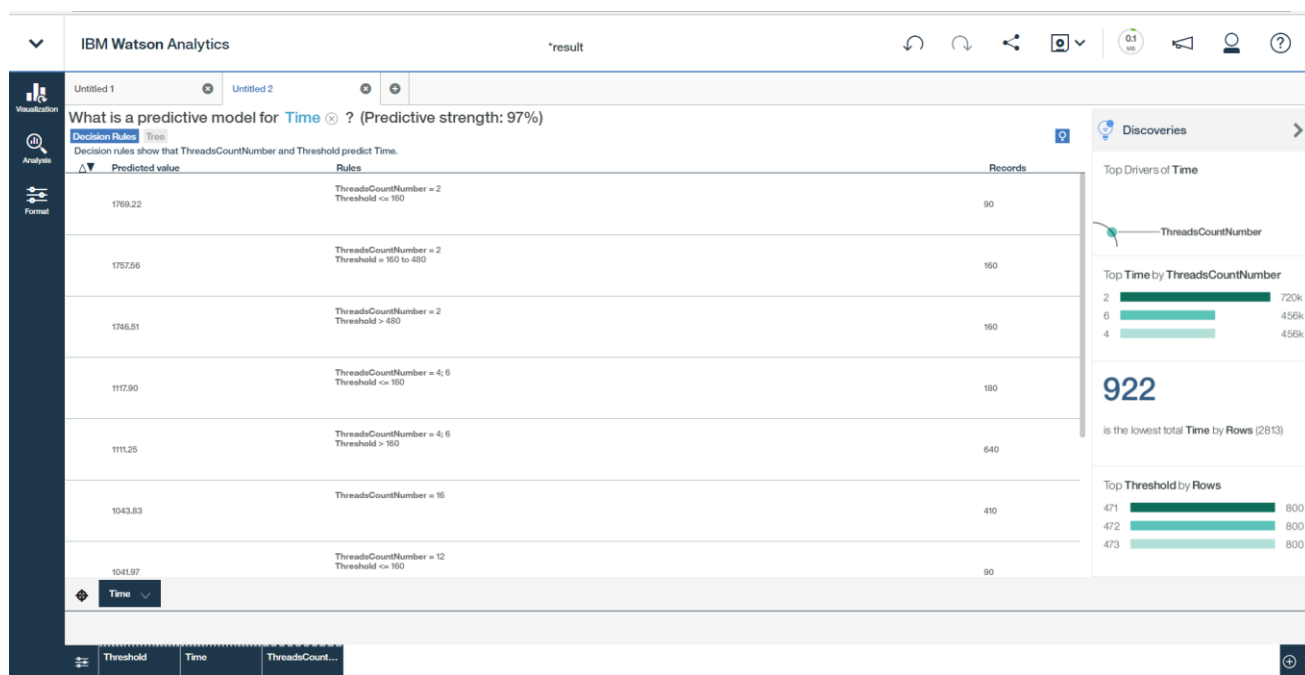 IBM Watson Analytics
*result
0.1
MB
Visualization
Analysis
Format
Untitled 1
Untitled 2
What is a predictive model for Time ? (Predictive strength: 97%)
Decision Rules Tree
Decision rules show that ThreadsCountNumber and Threshold predict Time.
Predicted value Rules Records
ThreadsCountNumber = 2
Threshold <= 160
1769.22 90
ThreadsCountNumber = 2
Threshold = 160 to 480
1757.56 160
ThreadsCountNumber = 2
Threshold > 480
1746.51 160
ThreadsCountNumber = 4; 6
Threshold <= 160
1117.90 180
ThreadsCountNumber = 4; 6
Threshold > 160
1111.25 640
ThreadsCountNumber = 16
1043.83 410
ThreadsCountNumber = 12
Threshold <= 160
1041.97 90
Discoveries
Top Drivers of Time
ThreadsCountNumber
Top Time by ThreadsCountNumber
2 720k
6 456k
4 456k
922
is the lowest total Time by Rows (2813)
Top Threshold by Rows
471 800
472 800
473 800
Time
Threshold Time ThreadsCount...